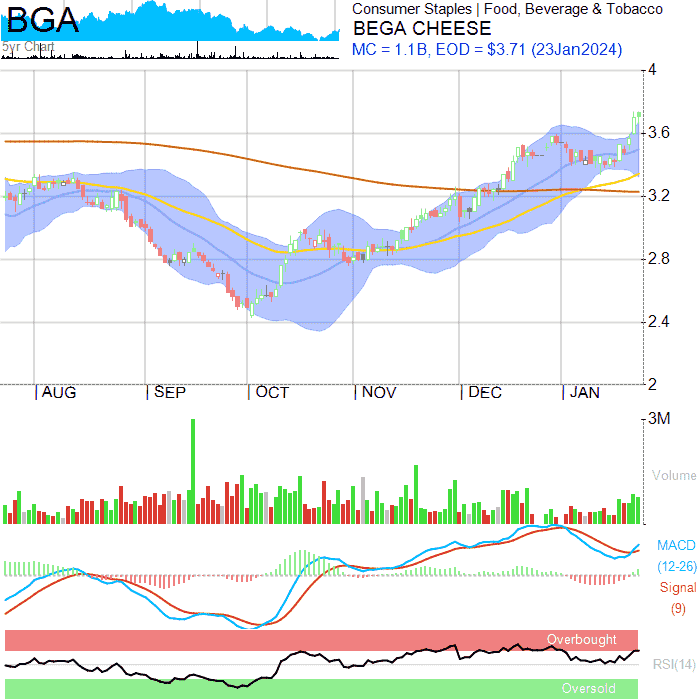 BGA
5yr Chart
Consumer Staples | Food, Beverage & Tobacco
BEGA CHEESE
MC = 1.1B, EOD = $3.71 (23Jan2024)
4
3.6
3.2
2.8
2.4
2
|AUG |SEP |OCT |NOV |DEC |JAN
3M
Volume
MACD
(12-26)
Signal
(9)
Overbought
RSI(14)
Oversold